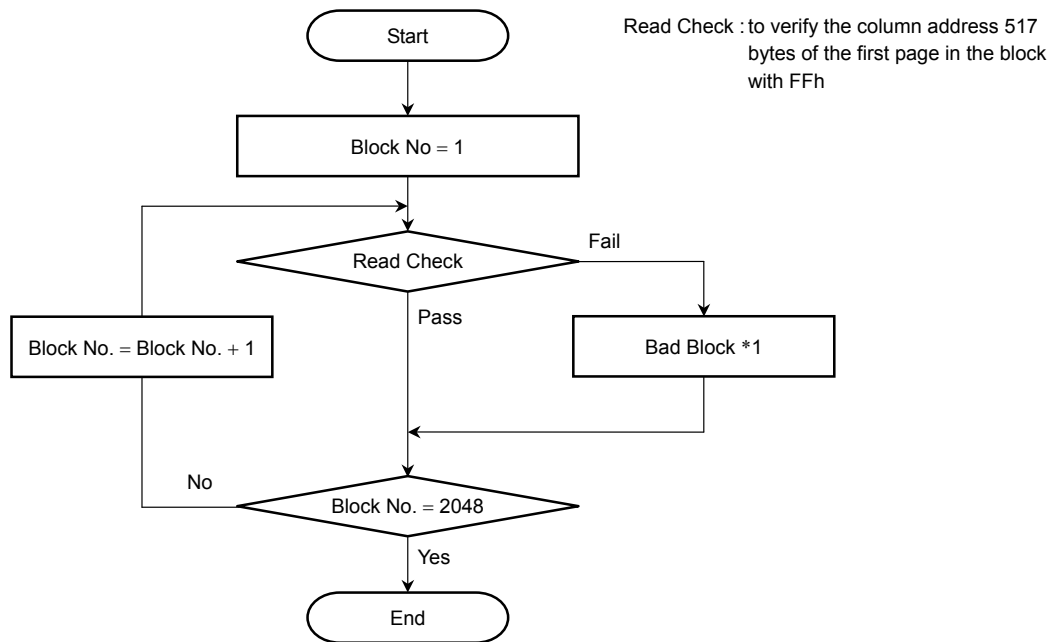 Start
Read Check : to verify the column address 517
bytes of the first page in the block
with FFh
Block No = 1
Fail
Read Check
Pass
Block No. = Block No. + 1
Bad Block *1
No
Block No. = 2048
Yes
End